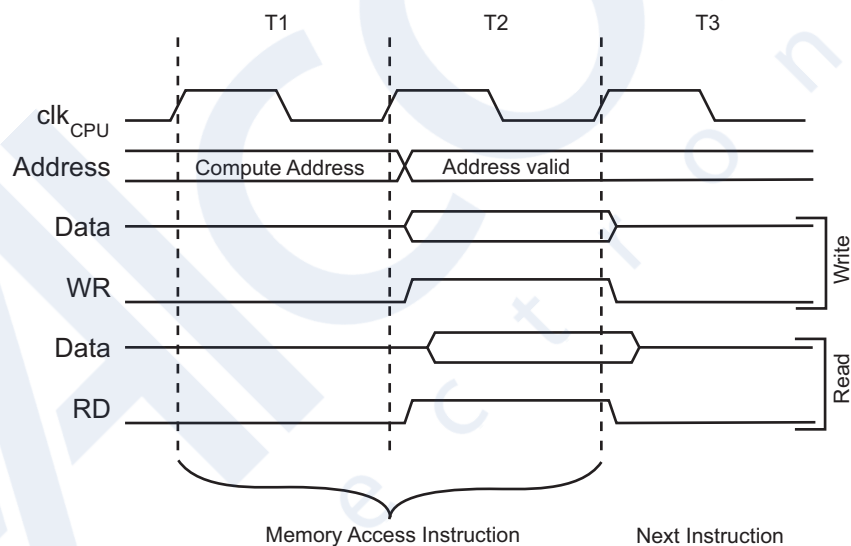 T1 T2 T3
clkCPU
Address Compute Address Address valid
Data
WR
Write
Data
RD
Read
Memory Access Instruction Next Instruction